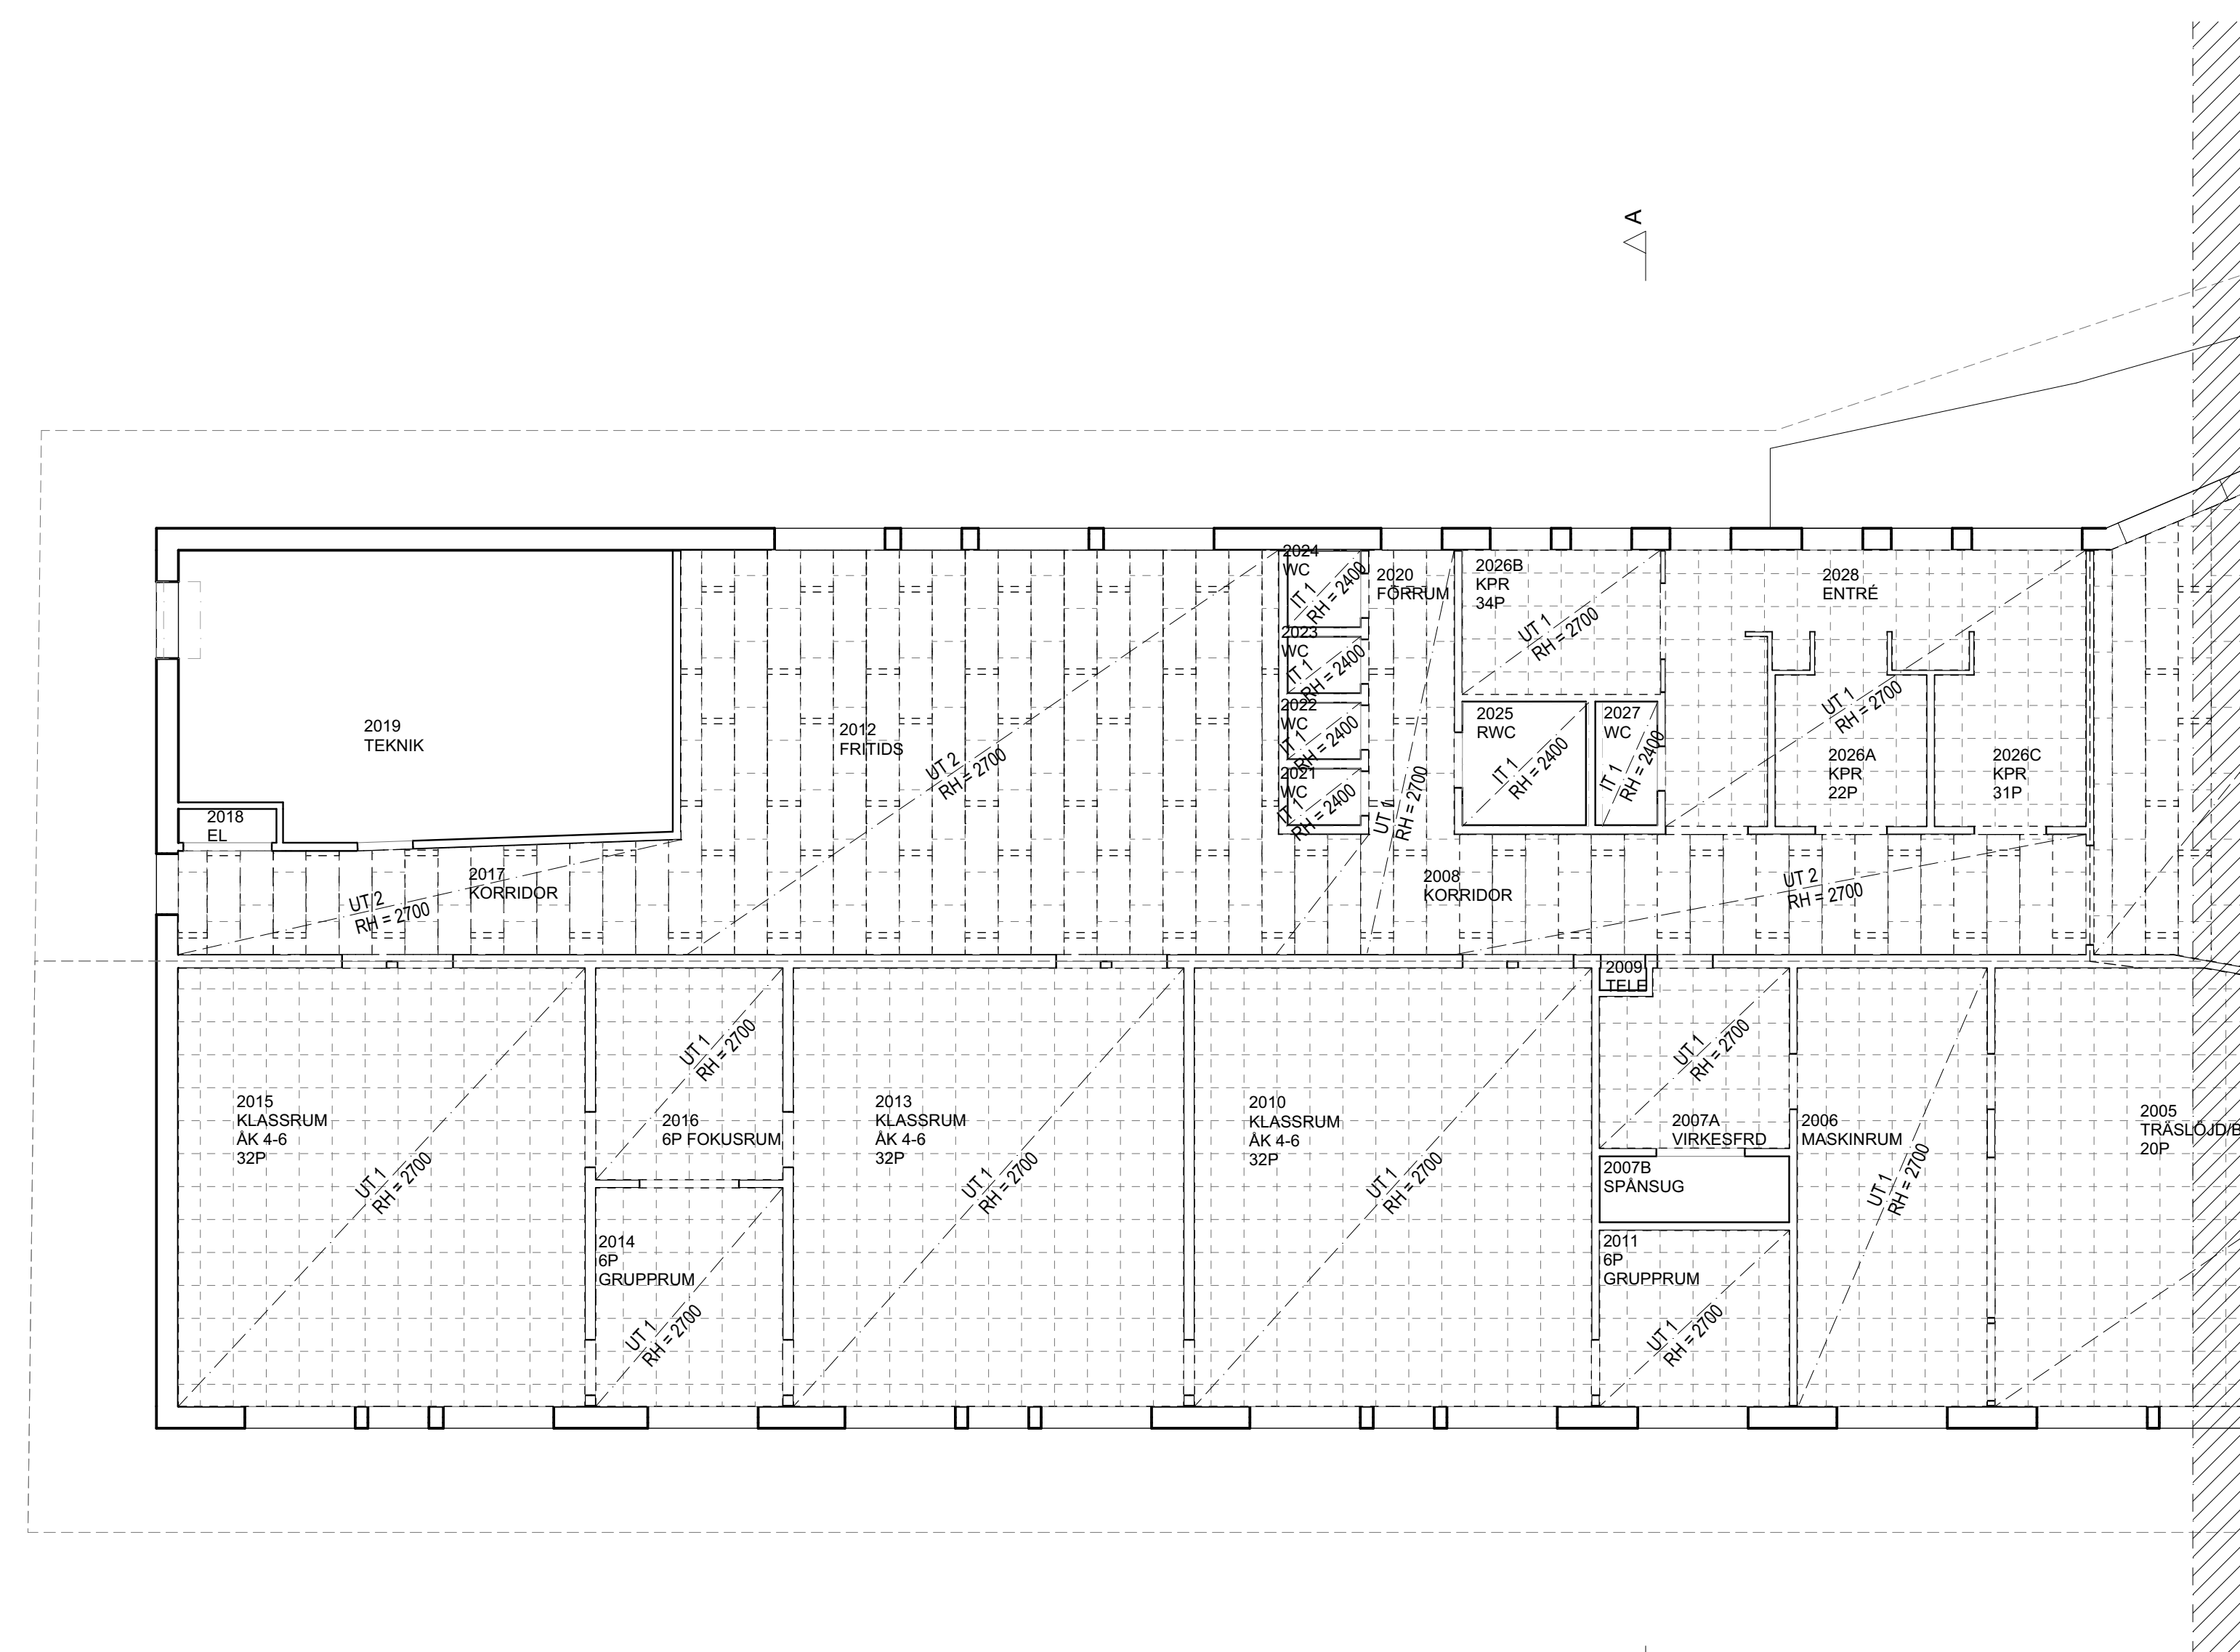 A
2024
WC
IT 1
RH = 2400
2023
WC
IT 1
RH = 2400
2022
WC
IT 1
RH = 2400
2021
WC
IT 1
RH = 2400
2020
FÖRRUM
UT 1
RH = 2700
2026B
KPR
34P
UT 1
RH = 2700
2028
ENTRÉ
UT 1
RH = 2700
2019
TEKNIK
2012
FRITIDS
UT 2
RH = 2700
2025
RWC
IT 1
RH = 2400
2027
WC
IT 1
RH = 2400
2026A
KPR
22P
2026C
KPR
31P
2018
EL
2017
KORRIDOR
UT 2
RH = 2700
2008
KORRIDOR
UT 2
RH = 2700
2009
TELE
2015
KLASSRUM
ÅK 4-6
32P
UT 1
RH = 2700
UT 1
RH = 2700
2016
6P FOKUSRUM
2013
KLASSRUM
ÅK 4-6
32P
UT 1
RH = 2700
2010
KLASSRUM
ÅK 4-6
32P
UT 1
RH = 2700
UT 1
RH = 2700
2007A
VIRKESFRD
2006
MASKINRUM
UT 1
RH = 2700
2005
TRÄSLÖJD/B
20P
2007B
SPÅNSUG
2014
6P
GRUPPRUM
UT 1
RH = 2700
2011
6P
GRUPPRUM
UT 1
RH = 2700